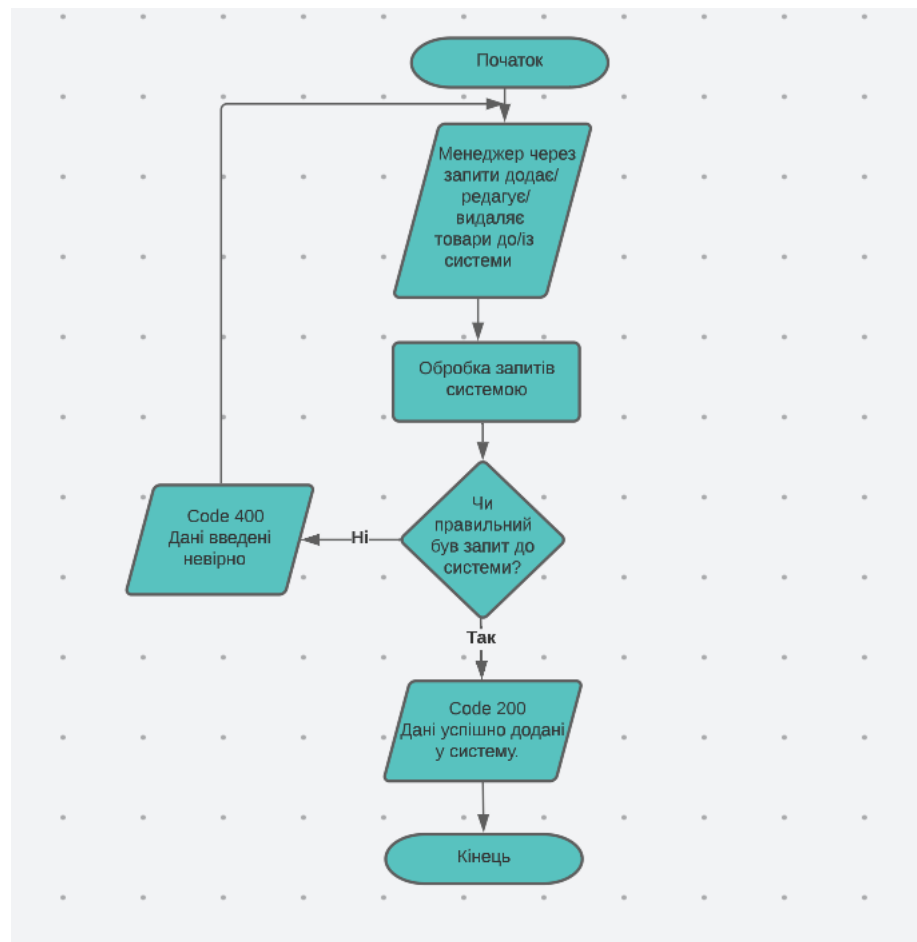 Початок
Менеджер через
запити додає/
редагує/
видаляє
товари до/із
системи
Обробка запитів
системою
Чи
правильний
був запит до
системи?
Ні
Code 400
Дані введені
невірно
Так
Code 200
Дані успішно додані
у систему.
Кінець